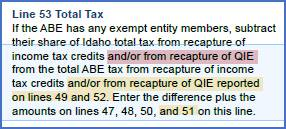 Line 53 Total Tax
If the ABE has any exempt entity members, subtract
their share of Idaho total tax from recapture of
income tax credits and/or from recapture of QIE
from the total ABE tax from recapture of income
tax credits and/or from recapture of QIE reported
on lines 49 and 52. Enter the difference plus the
amounts on lines 47, 48, 50, and 51 on this line.